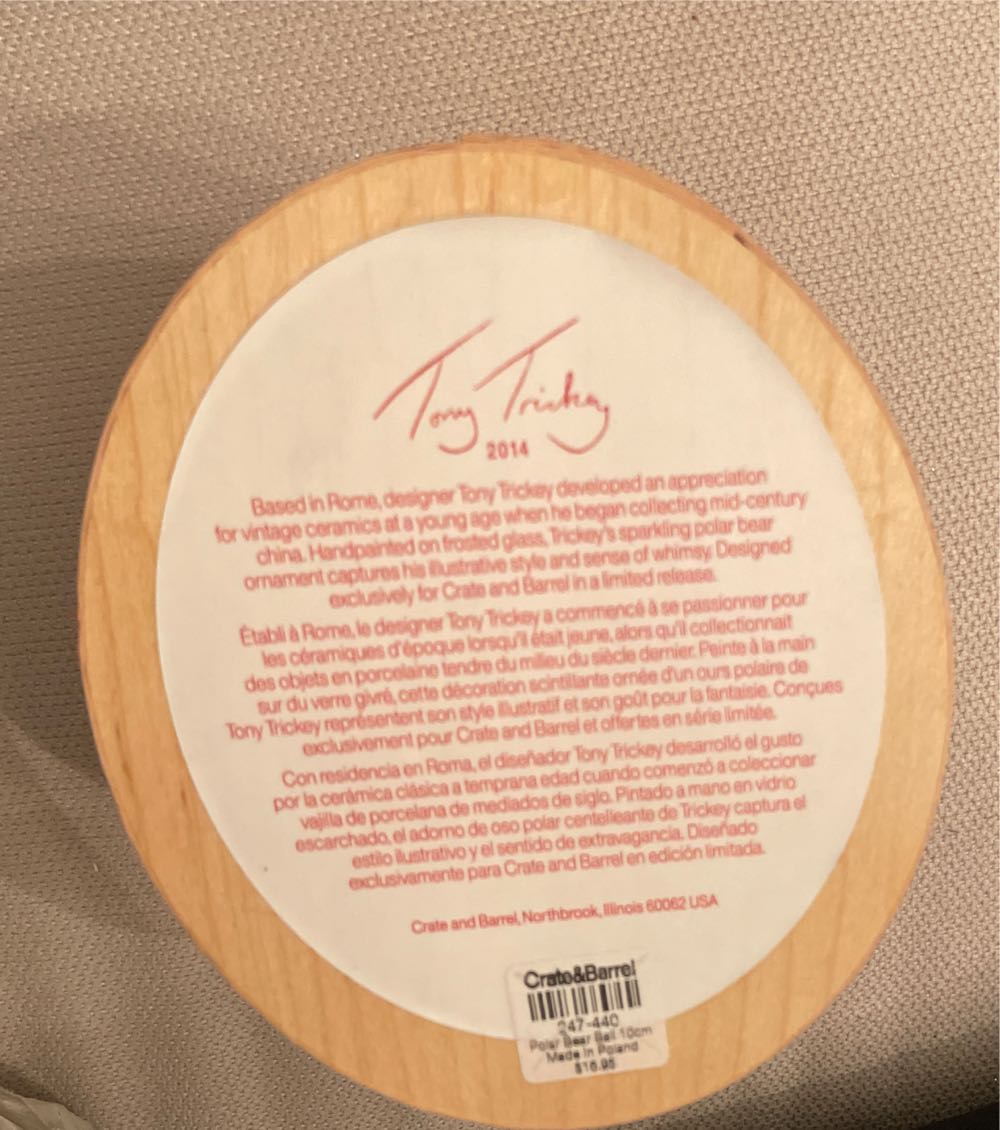 Tony Trickey
2014
Based in Rome, designer Tony Trickey developed an appreciation
for vintage ceramics at a young age when he began collecting mid-century
china. Handpainted on frosted glass, Trickey's sparkling polar bear
ornament captures his illustrative style and sense of whimsy. Designed
exclusively for Crate and Barrel in a limited release.
Établi à Rome, le designer Tony Trickey a commencé à se passionner pour
les céramiques d'époque lorsqu'il était jeune, alors qu'il collectionnait
des objets en porcelaine tendre du milieu du siècle dernier. Peinte à la main
sur du verre givré, cette décoration scintillante ornée d'un ours polaire de
Tony Trickey représentent son style illustratif et son goût pour la fantaisie. Conçues
exclusivement pour Crate and Barrel et offertes en série limitée.
Con residencia en Roma, el diseñador Tony Trickey desarrolló el gusto
por la cerámica clásica a temprana edad cuando comenzó a coleccionar
vajilla de porcelana de mediados de siglo. Pintado a mano en vidrio
escarchado, el adorno de oso polar centelleante de Trickey captura el
estilo ilustrativo y el sentido de extravagancia. Diseñado
exclusivamente para Crate and Barrel en edición limitada.
Crate and Barrel, Northbrook, Illinois 60062 USA
Crate&Barrel
247-440
Polar Bear Ball 10cm
Made in Poland
$16.95